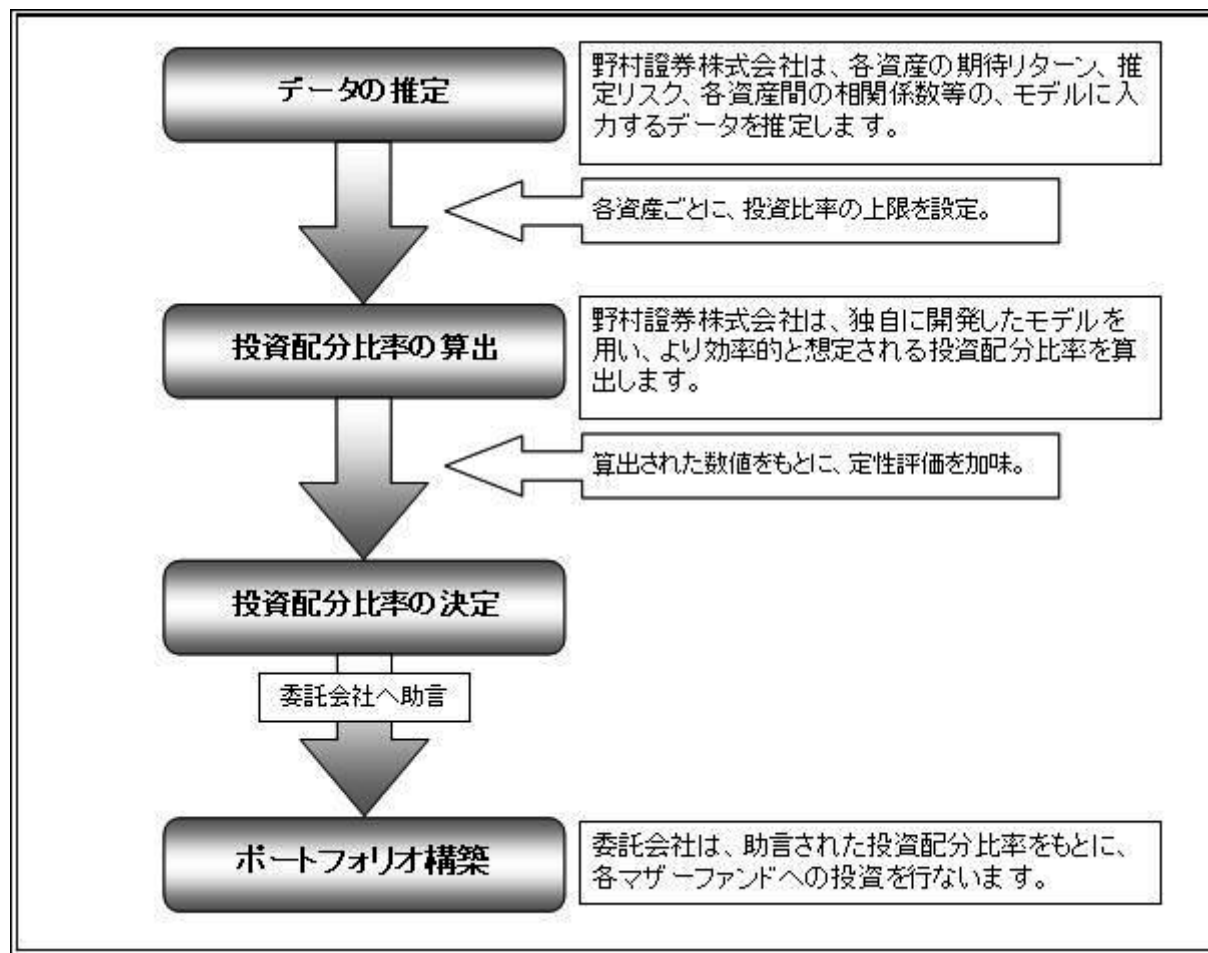 データの推定
野村證券株式会社は、各資産の期待リターン、推
定リスク、各資産間の相関係数等の、モデルに入
力するデータを推定します。
各資産ごとに、投資比率の上限を設定。
投資配分比率の算出
野村證券株式会社は、独自に開発したモデルを
用い、より効率的と想定される投資配分比率を算
出します。
算出された数値をもとに、定性評価を加味。
投資配分比率の決定
委託会社へ助言
ポートフォリオ構築
委託会社は、助言された投資配分比率をもとに、
各マザーファンドへの投資を行ないます。